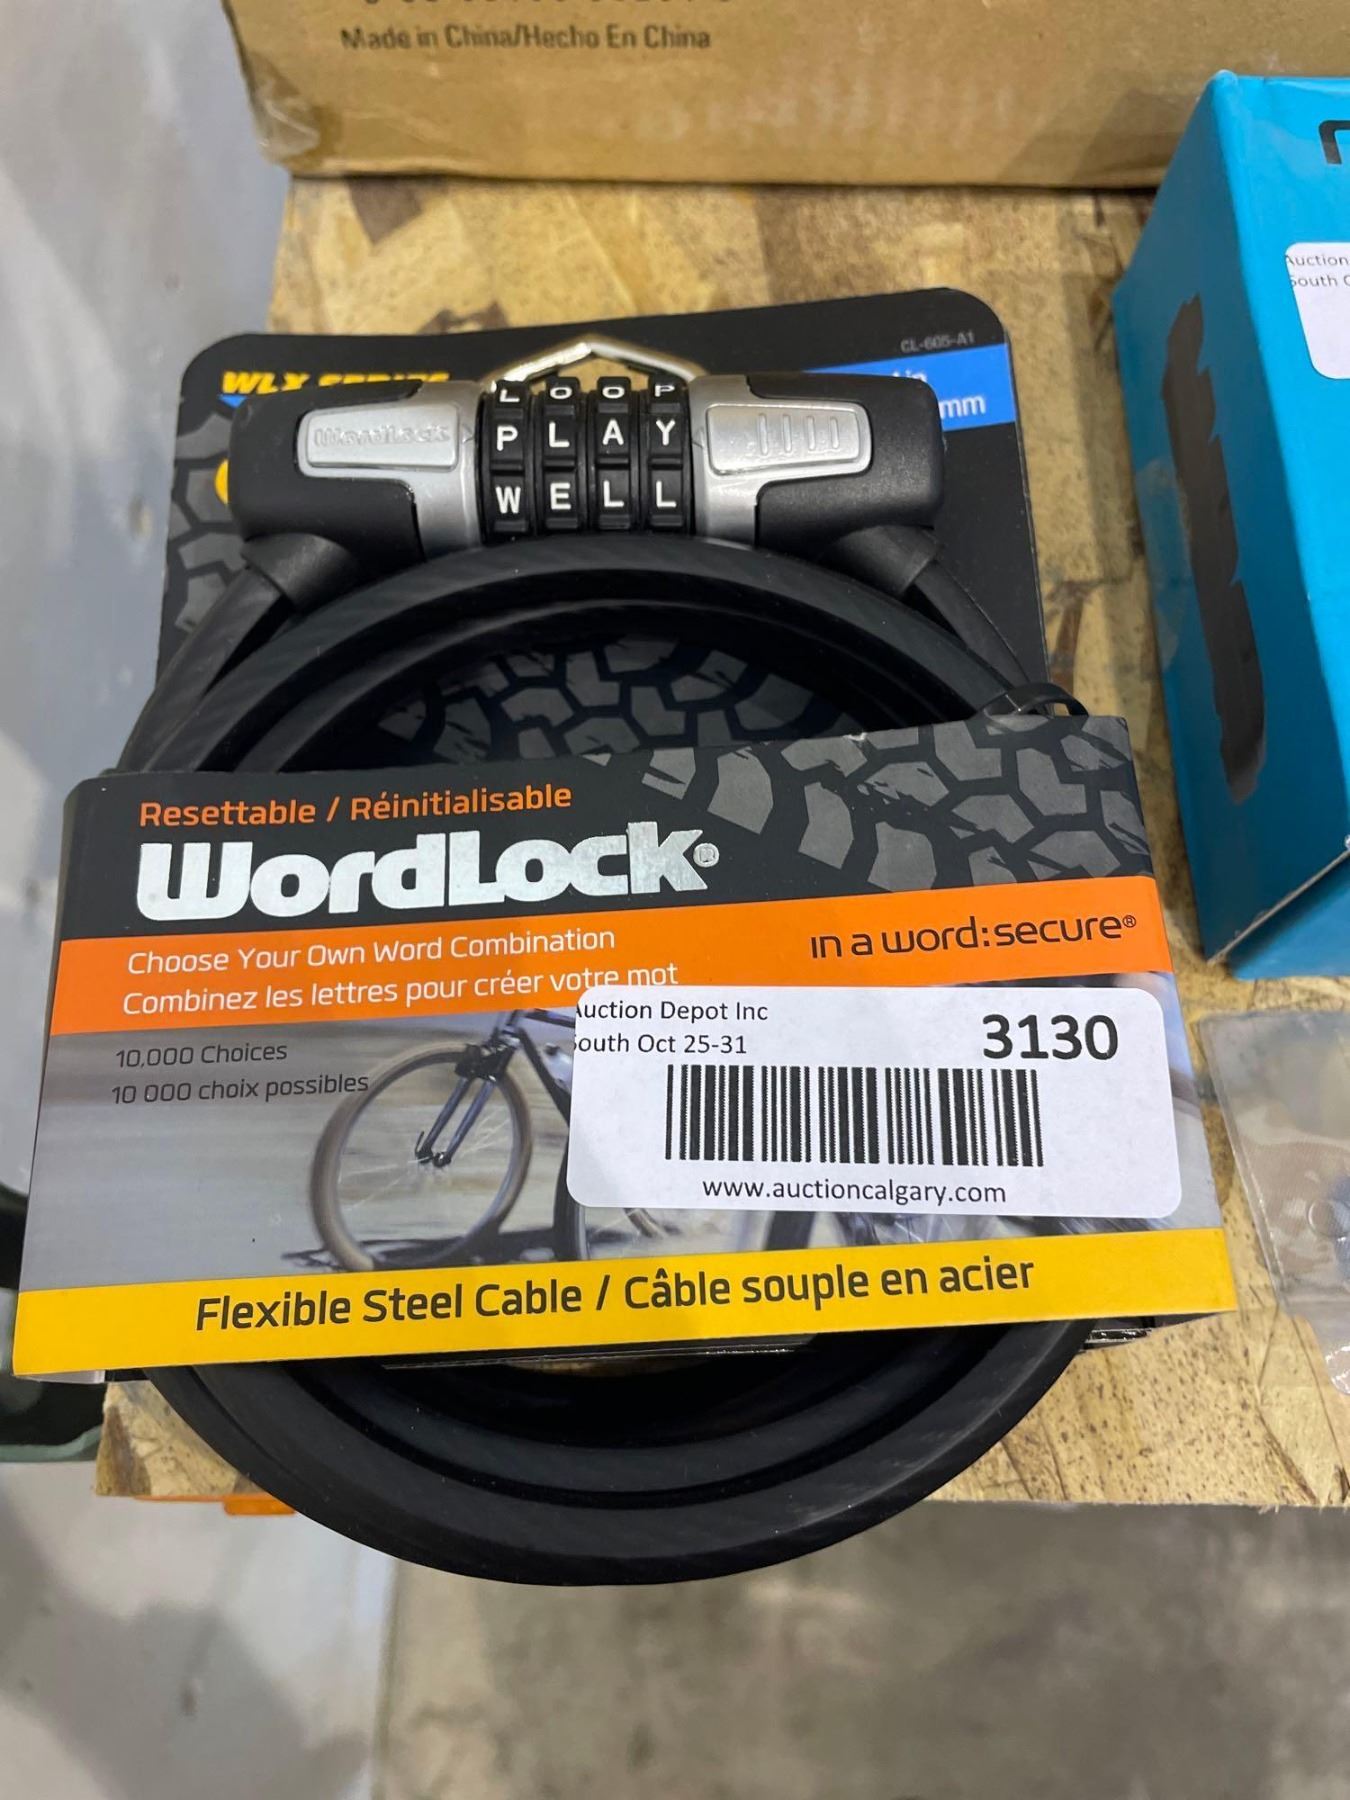 Made in China/Hecho En China
CL-605-A1
WLX SERIES
mm
WordLock
L O O P
P L A Y
W E L L
Auction
South
Resettable / Réinitialisable
WordLock®
Choose Your Own Word Combination
in a word:secure®
Combinez les lettres pour créer votre mot
10,000 Choices
10 000 choix possibles
Auction Depot Inc
South Oct 25-31
3130
www.auctioncalgary.com
Flexible Steel Cable / Câble souple en acier